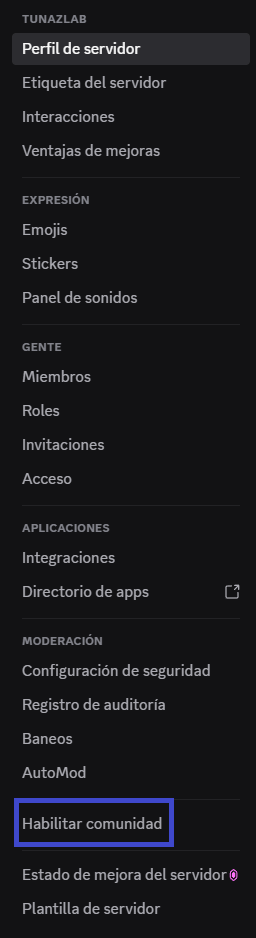 TUNAZLAB
Perfil de servidor
Etiqueta del servidor
Interacciones
Ventajas de mejoras
EXPRESIÓN
Emojis
Stickers
Panel de sonidos
GENTE
Miembros
Roles
Invitaciones
Acceso
APLICACIONES
Integraciones
Directorio de apps
MODERACIÓN
Configuración de seguridad
Registro de auditoría
Baneos
AutoMod
Habilitar comunidad
Estado de mejora del servidor
Plantilla de servidor